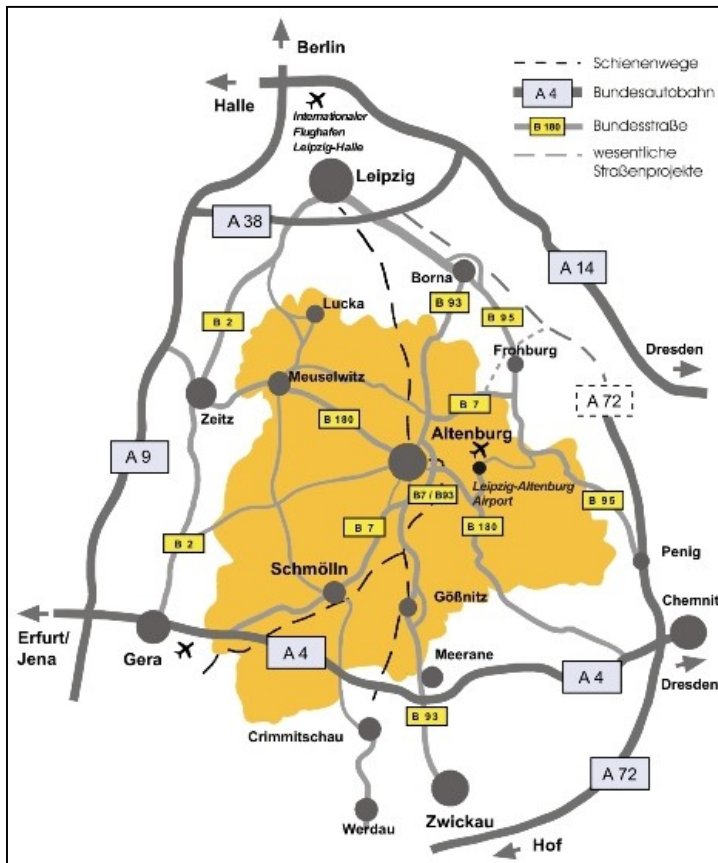 Berlin
Halle
Schienenwege
A 4
Bundesautobahn
B 180
Bundesstraße
wesentliche
Straßenprojekte
Internationaler
Flughafen
Leipzig-Halle
Leipzig
A 38
A 14
Borna
B 93
B 95
Lucka
B 2
Frohburg
Dresden
Meuselwitz
Zeitz
B 180
B 7
A 72
Altenburg
A 9
Leipzig-Altenburg
Airport
B7 / B93
B 7
B 180
B 95
B 2
Penig
Schmölln
Gößnitz
Chemnit
Erfurt/
Jena
Gera
A 4
Meerane
A 4
Dresden
B 93
Crimmitschau
A 72
Werdau
Zwickau
Hof